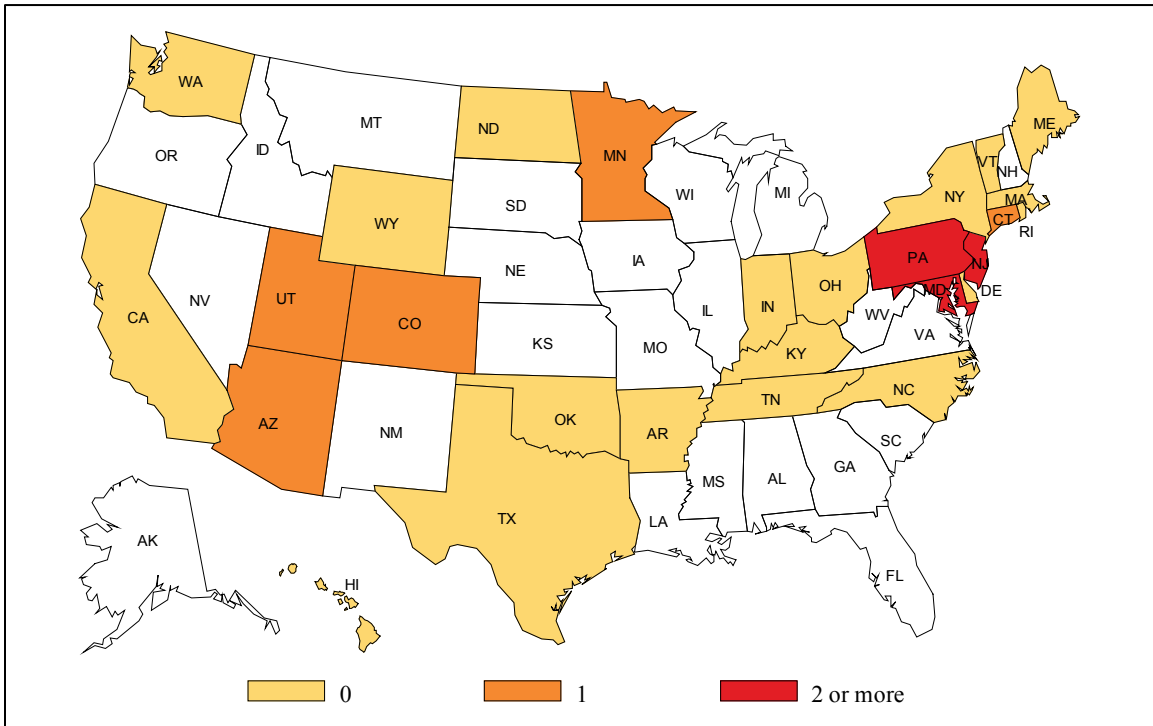 WA
MT
ND
ME
OR
ID
MN
VT
NH
WI
MI
NY
MA
SD
WY
CT
RI
IA
PA
NJ
NE
UT
IN
OH
MD
DE
NV
IL
CA
CO
WV
VA
KS
MO
KY
AZ
OK
TN
NC
NM
AR
SC
MS
AL
GA
TX
LA
AK
FL
HI
0
1
2 or more